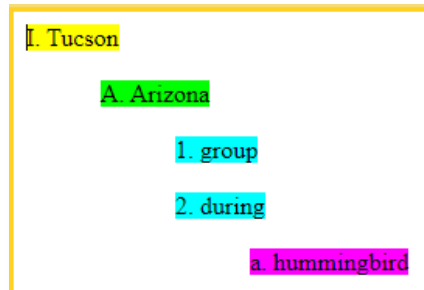 I. Tucson
A. Arizona
1. group
2. during
a. hummingbird